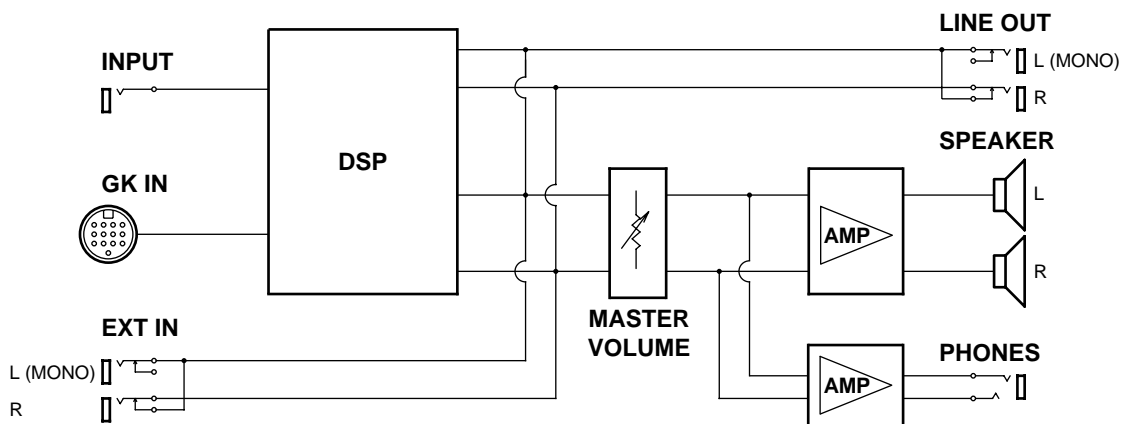 INPUT
GK IN
EXT IN
L (MONO)
R
DSP
MASTER
VOLUME
AMP
AMP
LINE OUT
L (MONO)
R
SPEAKER
L
R
PHONES